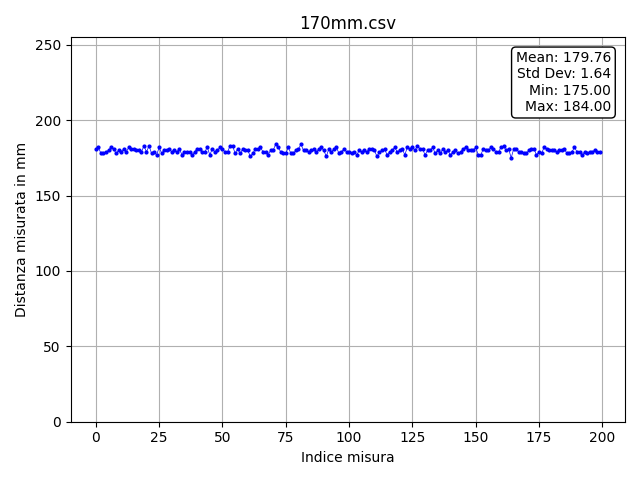 170mm.csv
Mean: 179.76
Std Dev: 1.64
Min: 175.00
Max: 184.00
Distanza misurata in mm
250
200
150
100
50
0
0 25 50 75 100 125 150 175 200
Indice misura